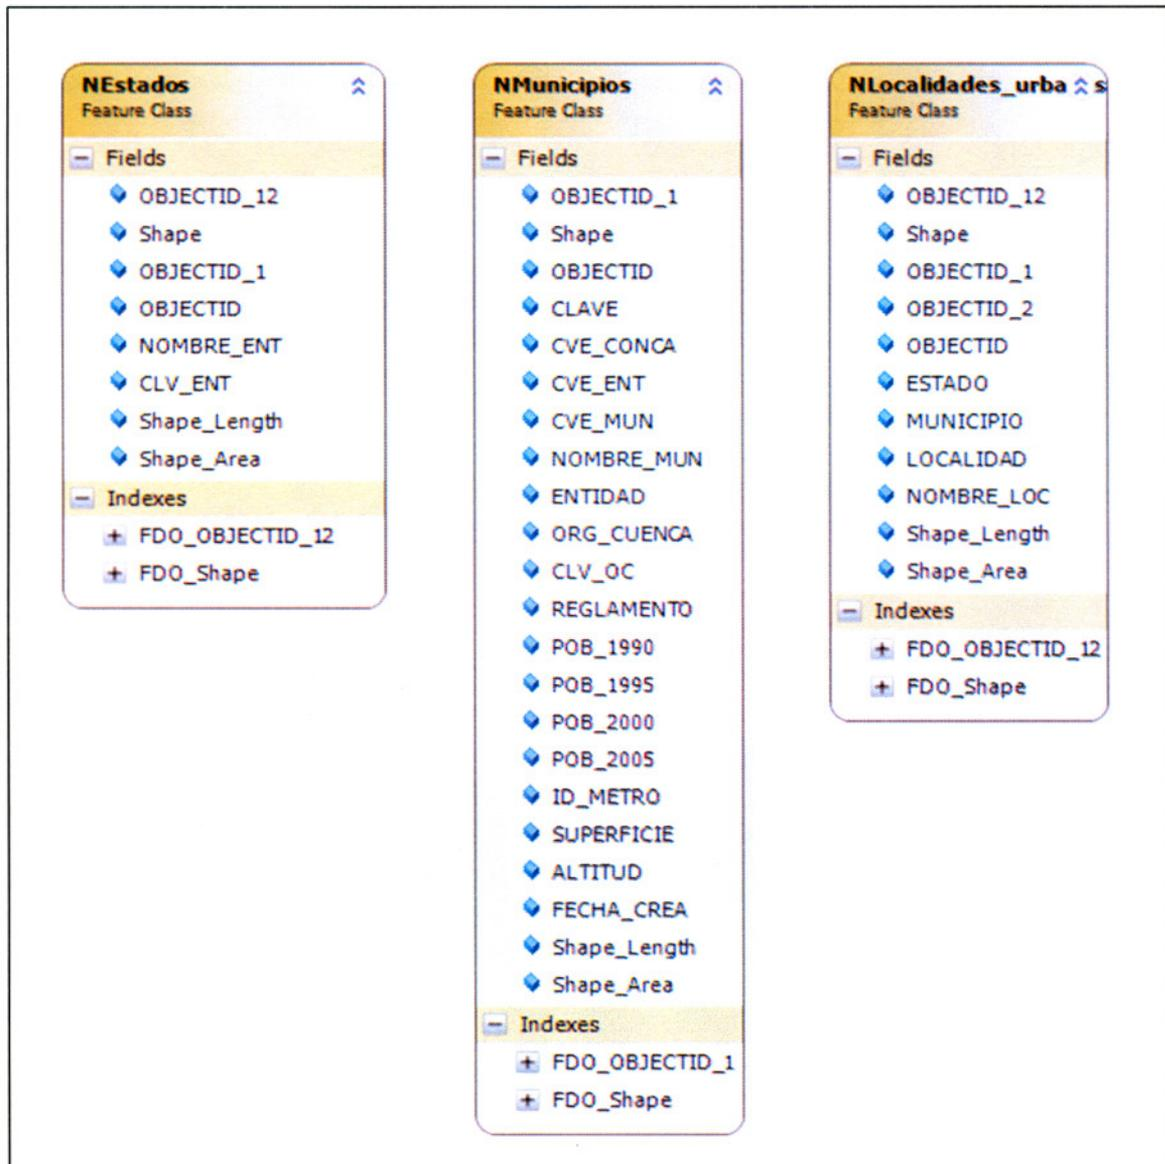 NEstados
Feature Class
Fields
OBJECTID_12
Shape
OBJECTID_1
OBJECTID
NOMBRE_ENT
CLV_ENT
Shape_Length
Shape_Area
Indexes
FDO_OBJECTID_12
FDO_Shape
NMunicipios
Feature Class
Fields
OBJECTID_1
Shape
OBJECTID
CLAVE
CVE_CONCA
CVE_ENT
CVE_MUN
NOMBRE_MUN
ENTIDAD
ORG_CUENCA
CLV_OC
REGLAMENTO
POB_1990
POB_1995
POB_2000
POB_2005
ID_METRO
SUPERFICIE
ALTITUD
FECHA_CREA
Shape_Length
Shape_Area
Indexes
FDO_OBJECTID_1
FDO_Shape
NLocalidades_urba s
Feature Class
Fields
OBJECTID_12
Shape
OBJECTID_1
OBJECTID_2
OBJECTID
ESTADO
MUNICIPIO
LOCALIDAD
NOMBRE_LOC
Shape_Length
Shape_Area
Indexes
FDO_OBJECTID_12
FDO_Shape